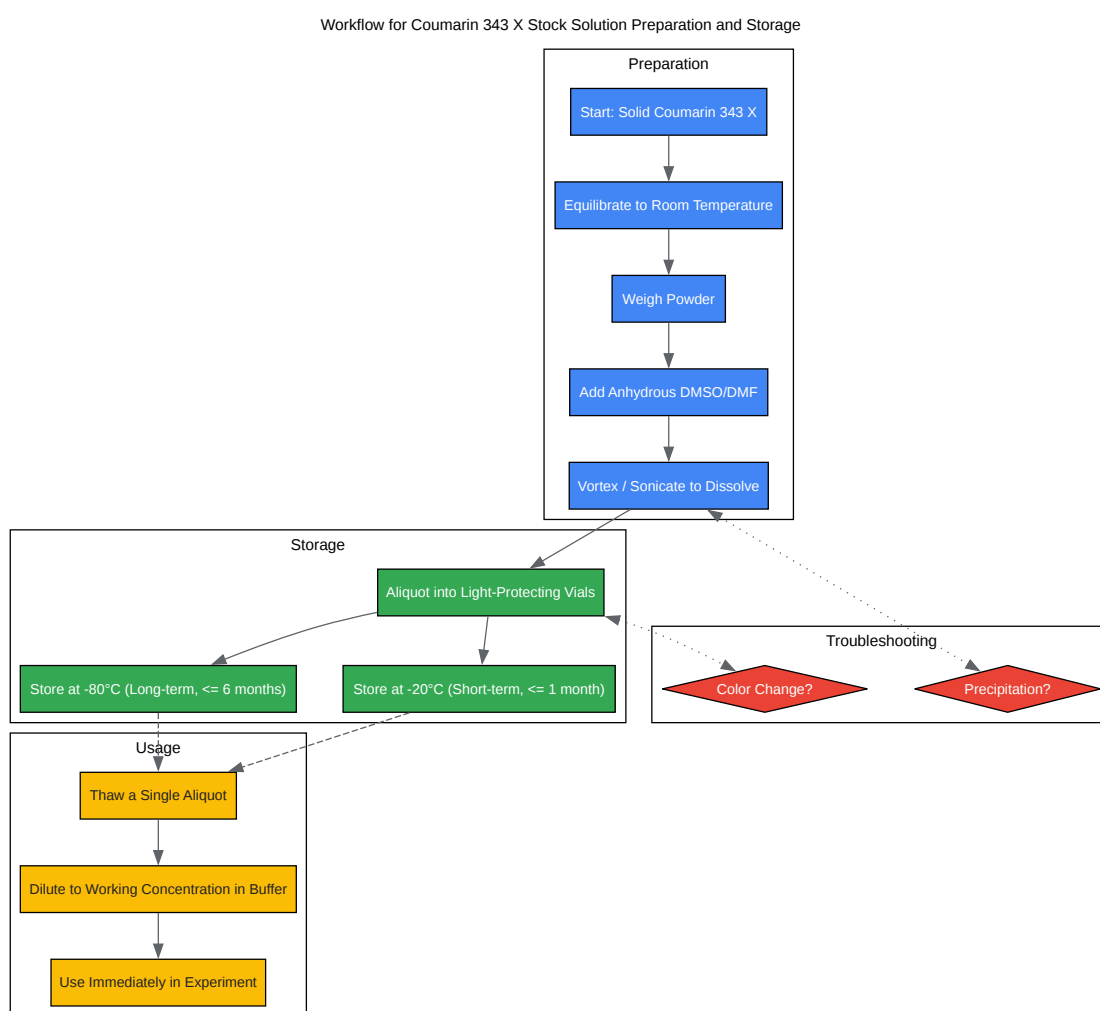 Workflow for Coumarin 343 X Stock Solution Preparation and Storage
Preparation
Start: Solid Coumarin 343 X
Equilibrate to Room Temperature
Weigh Powder
Add Anhydrous DMSO/DMF
Vortex / Sonicate to Dissolve
Storage
Aliquot into Light-Protecting Vials
Store at -80°C (Long-term, <= 6 months)
Store at -20°C (Short-term, <= 1 month)
Troubleshooting
Color Change?
Precipitation?
Usage
Thaw a Single Aliquot
Dilute to Working Concentration in Buffer
Use Immediately in Experiment